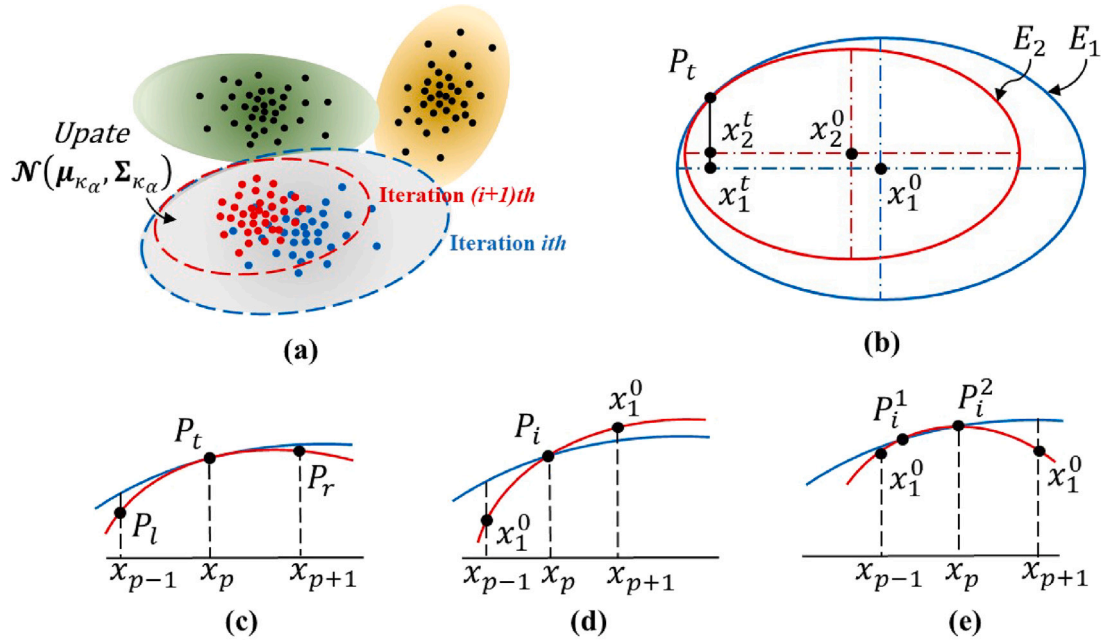 Upate
𝓝(μ_{κ_α}, Σ_{κ_α})
Iteration (i+1)th
Iteration ith
(a)
P_t
E_2
E_1
x_2^t
x_2^0
x_1^t
x_1^0
(b)
P_t
P_r
P_l
x_{p−1}
x_p
x_{p+1}
(c)
x_1^0
P_i
x_1^0
x_{p−1}
x_p
x_{p+1}
(d)
P_i^1
P_i^2
x_1^0
x_1^0
x_{p−1}
x_p
x_{p+1}
(e)